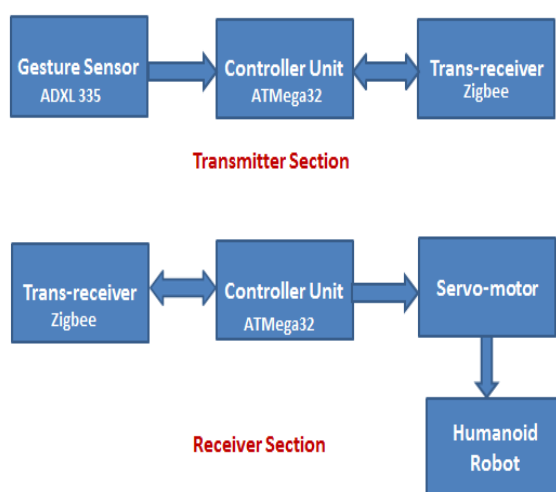 Gesture Sensor
ADXL 335
Controller Unit
ATMega32
Trans-receiver
Zigbee
Transmitter Section
Trans-receiver
Zigbee
Controller Unit
ATMega32
Servo-motor
Humanoid
Robot
Receiver Section